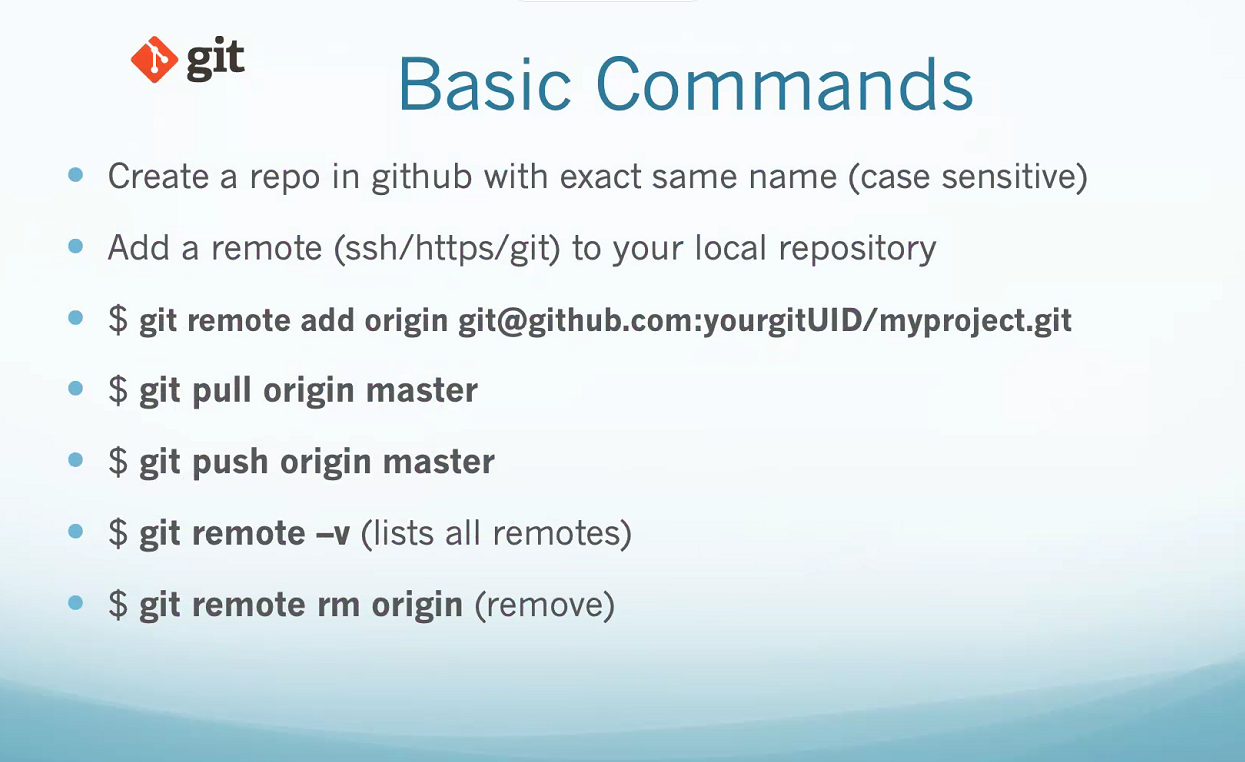 git
Basic Commands
• Create a repo in github with exact same name (case sensitive)
• Add a remote (ssh/https/git) to your local repository
• $ git remote add origin git@github.com:yourgitUID/myproject.git
• $ git pull origin master
• $ git push origin master
• $ git remote –v (lists all remotes)
• $ git remote rm origin (remove)